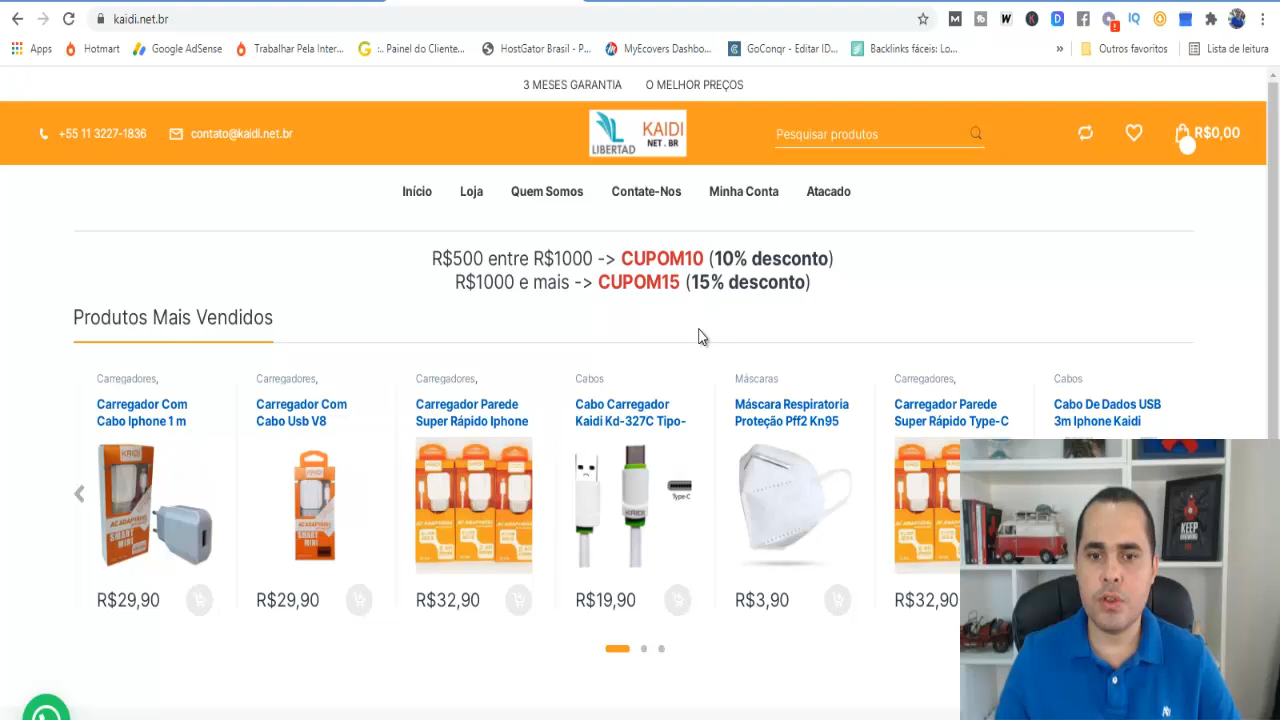 kaidi.net.br
Apps
Hotmart
Google AdSense
Trabalhar Pela Inter...
:.. Painel do Cliente...
HostGator Brasil - P...
MyEcovers Dashbo...
GoConqr - Editar ID...
Backlinks fáceis: Lo...
»
Outros favoritos
Lista de leitura
3 MESES GARANTIA
O MELHOR PREÇOS
+55 11 3227-1836
contato@kaidi.net.br
LIBERTAD
KAIDI
NET . BR
Pesquisar produtos
R$0,00
Início
Loja
Quem Somos
Contate-Nos
Minha Conta
Atacado
R$500 entre R$1000 -> CUPOM10 (10% desconto)
R$1000 e mais -> CUPOM15 (15% desconto)
Produtos Mais Vendidos
Carregadores,
Carregador Com
Cabo Iphone 1 m
KAIDI
SMART
MINI
R$29,90
Carregadores,
Carregador Com
Cabo Usb V8
R$29,90
Carregadores,
Carregador Parede
Super Rápido Iphone
R$32,90
Cabos
Cabo Carregador
Kaidi Kd-327C Tipo-
KAIDI
Type-C
R$19,90
Máscaras
Máscara Respiratoria
Proteção Pff2 Kn95
R$3,90
Carregadores,
Carregador Parede
Super Rápido Type-C
R$32,90
Cabos
Cabo De Dados USB
3m Iphone Kaidi
KEEP